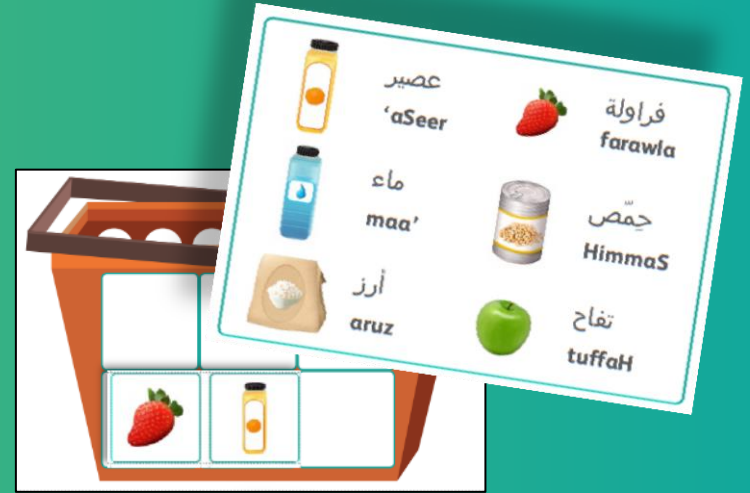 عصير
‘aSeer
فراولة
farawla
ماء
maa’
حِمّص
HimmaS
أرز
aruz
تفاح
tuffaH